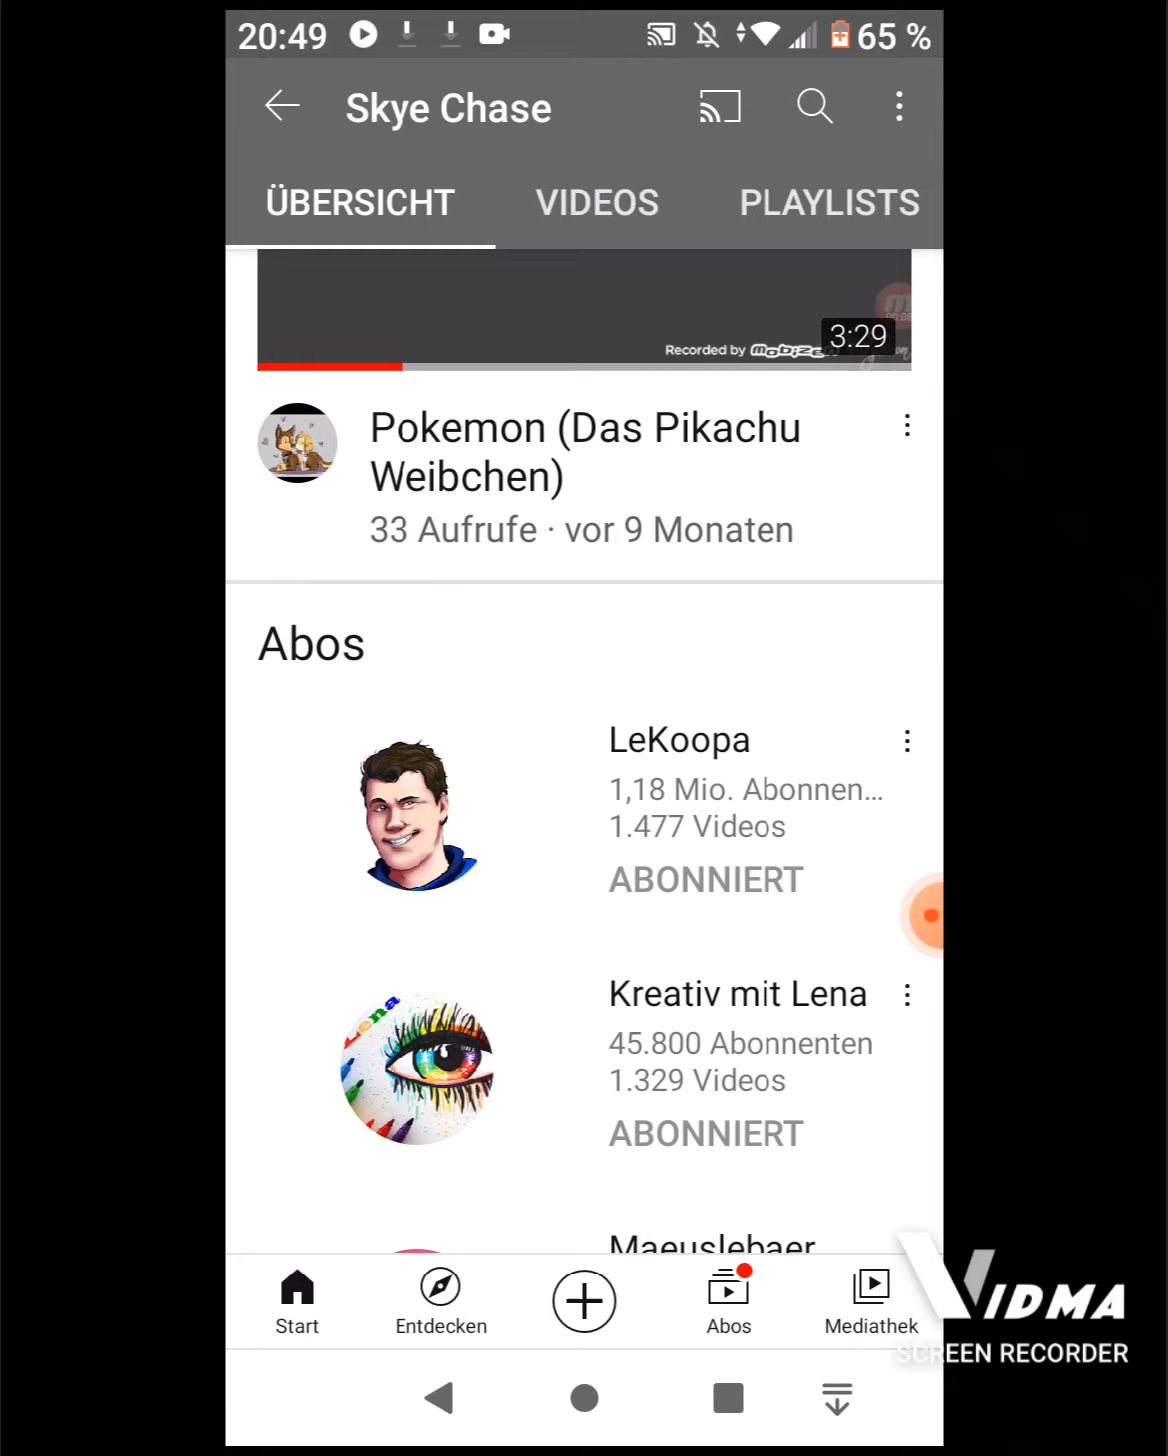 20:49
65 %
Skye Chase
ÜBERSICHT
VIDEOS
PLAYLISTS
3:29
Recorded by
Pokemon (Das Pikachu
Weibchen)
33 Aufrufe · vor 9 Monaten
Abos
LeKoopa
1,18 Mio. Abonnen...
1.477 Videos
ABONNIERT
Lena
Kreativ mit Lena
45.800 Abonnenten
1.329 Videos
ABONNIERT
Maeuslebaer
Start
Entdecken
Abos
Mediathek
VIDMA
SCREEN RECORDER